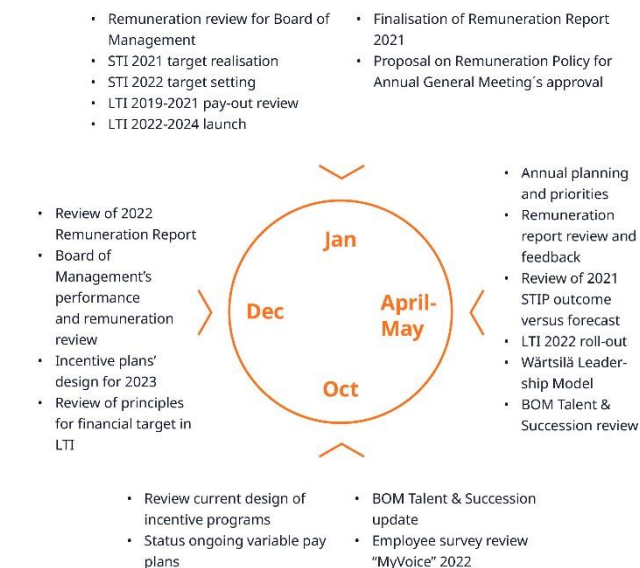 • Remuneration review for Board of
Management
• STI 2021 target realisation
• STI 2022 target setting
• LTI 2019-2021 pay-out review
• LTI 2022-2024 launch
• Finalisation of Remuneration Report
2021
• Proposal on Remuneration Policy for
Annual General Meeting´s approval
• Review of 2022
Remuneration Report
• Board of
Management’s
performance
and remuneration
review
• Incentive plans’
design for 2023
• Review of principles
for financial target in
LTI
Jan
Dec
April-
May
Oct
• Annual planning
and priorities
• Remuneration
report review and
feedback
• Review of 2021
STIP outcome
versus forecast
• LTI 2022 roll-out
• Wärtsilä Leader-
ship Model
• BOM Talent &
Succession review
• Review current design of
incentive programs
• Status ongoing variable pay
plans
• BOM Talent & Succession
update
• Employee survey review
“MyVoice” 2022